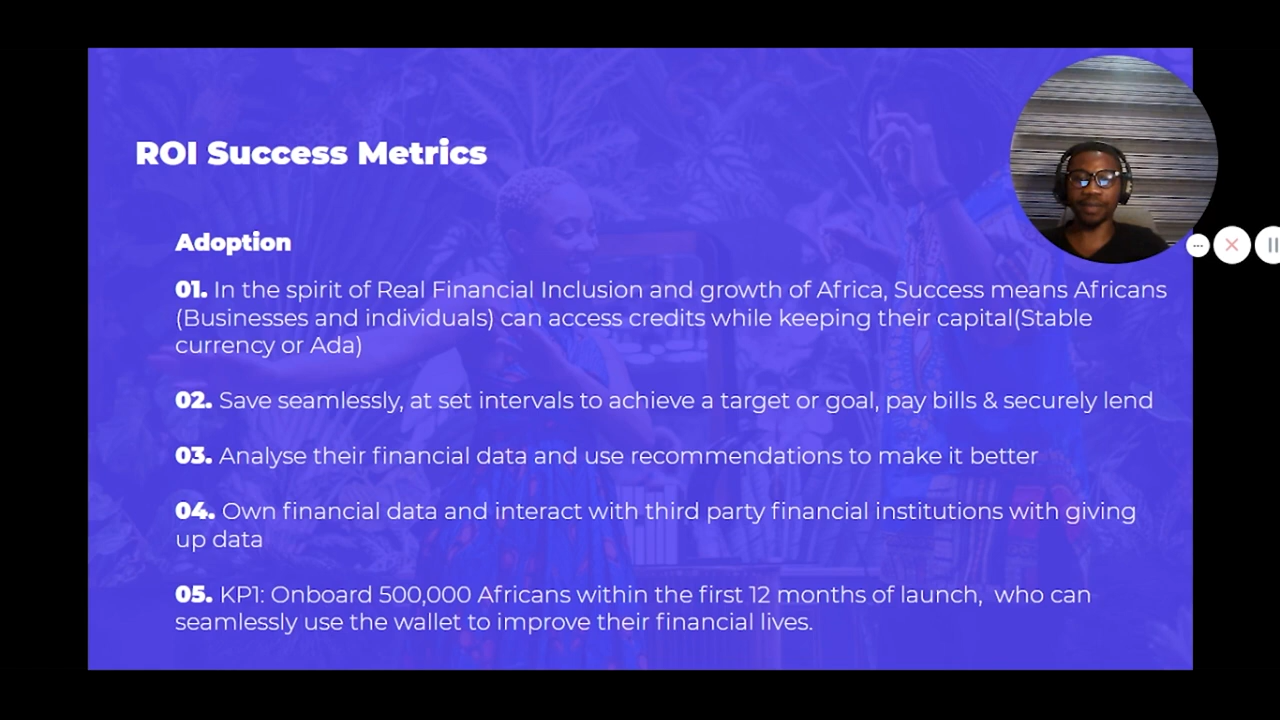 ROI Success Metrics
Adoption
01. In the spirit of Real Financial Inclusion and growth of Africa, Success means Africans
(Businesses and individuals) can access credits while keeping their capital(Stable
currency or Ada)
02. Save seamlessly, at set intervals to achieve a target or goal, pay bills & securely lend
03. Analyse their financial data and use recommendations to make it better
04. Own financial data and interact with third party financial institutions with giving
up data
05. KP1: Onboard 500,000 Africans within the first 12 months of launch,  who can
seamlessly use the wallet to improve their financial lives.